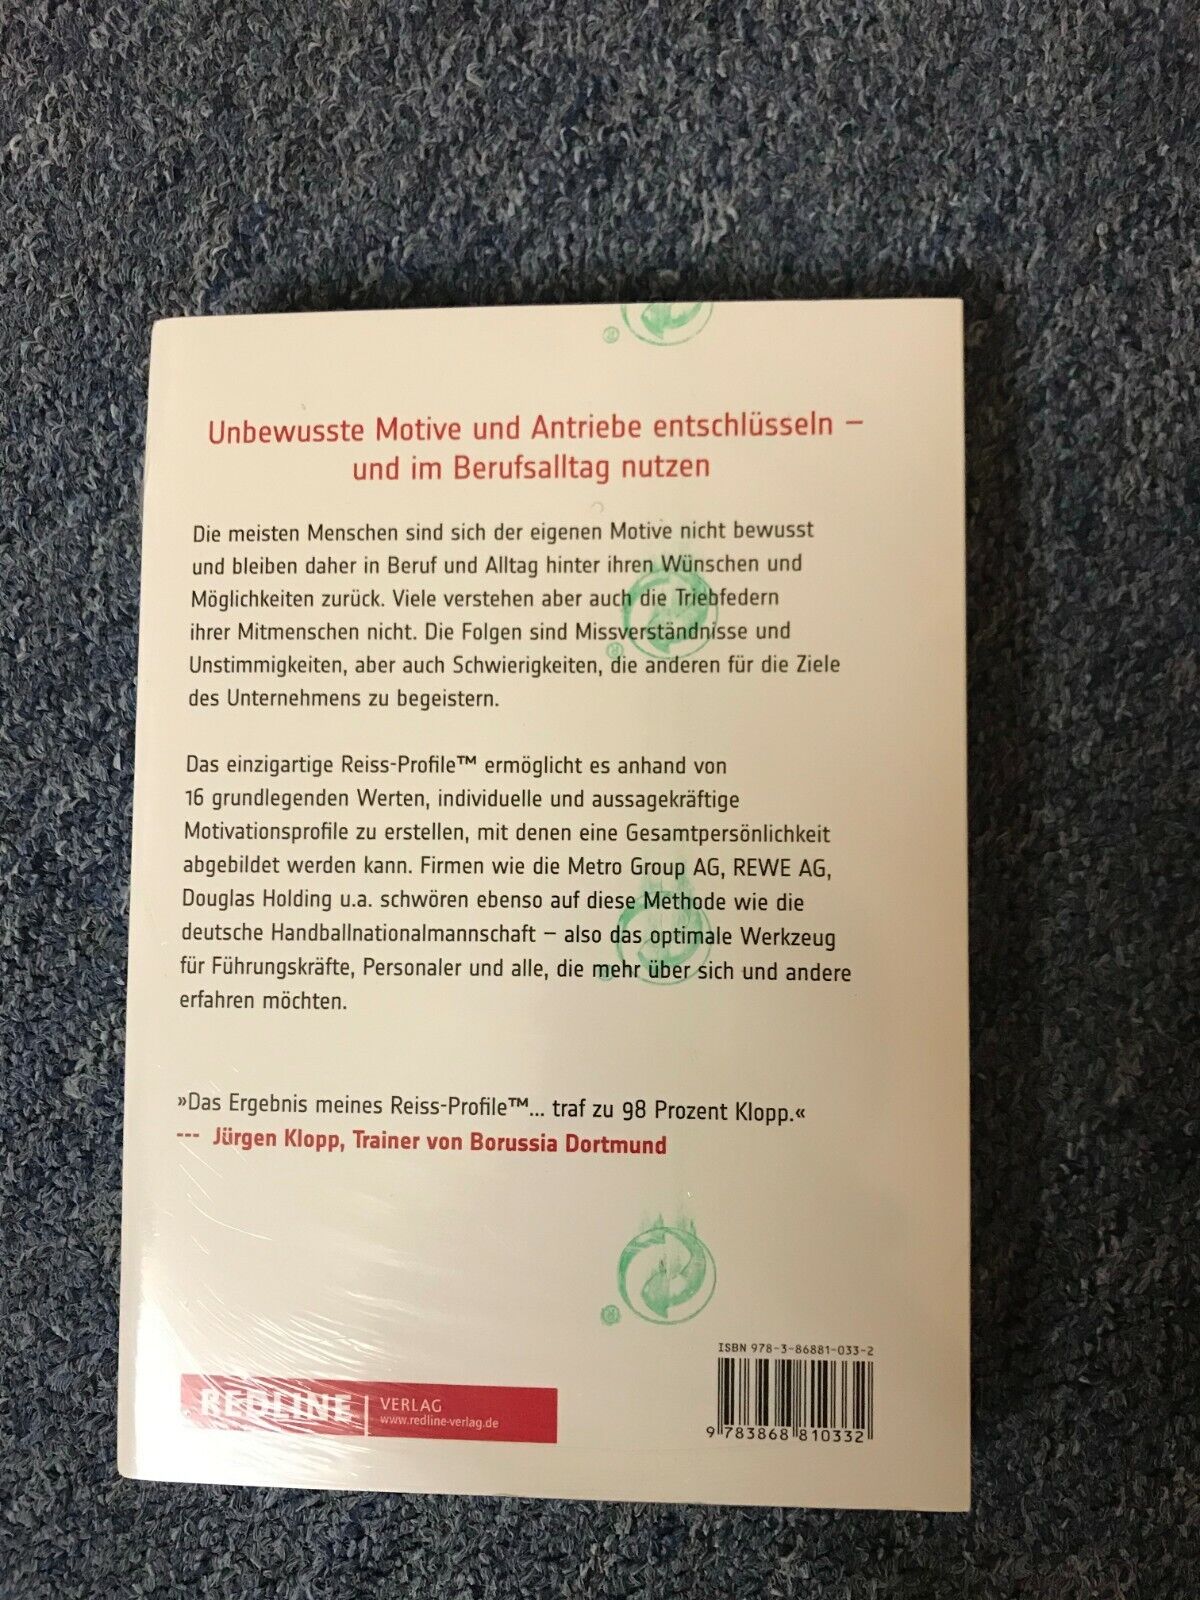 ®
Unbewusste Motive und Antriebe entschlüsseln –
und im Berufsalltag nutzen
Die meisten Menschen sind sich der eigenen Motive nicht bewusst
und bleiben daher in Beruf und Alltag hinter ihren Wünschen und
Möglichkeiten zurück. Viele verstehen aber auch die Triebfedern
ihrer Mitmenschen nicht. Die Folgen sind Missverständnisse und
Unstimmigkeiten, aber auch Schwierigkeiten, die anderen für die Ziele
des Unternehmens zu begeistern.
Das einzigartige Reiss-Profile™ ermöglicht es anhand von
16 grundlegenden Werten, individuelle und aussagekräftige
Motivationsprofile zu erstellen, mit denen eine Gesamtpersönlichkeit
abgebildet werden kann. Firmen wie die Metro Group AG, REWE AG,
Douglas Holding u.a. schwören ebenso auf diese Methode wie die
deutsche Handballnationalmannschaft – also das optimale Werkzeug
für Führungskräfte, Personaler und alle, die mehr über sich und andere
erfahren möchten.
»Das Ergebnis meines Reiss-Profile™... traf zu 98 Prozent Klopp.«
--- Jürgen Klopp, Trainer von Borussia Dortmund
®
ISBN 978-3-86881-033-2
REDLINE | VERLAG
www.redline-verlag.de
9 783868 810332